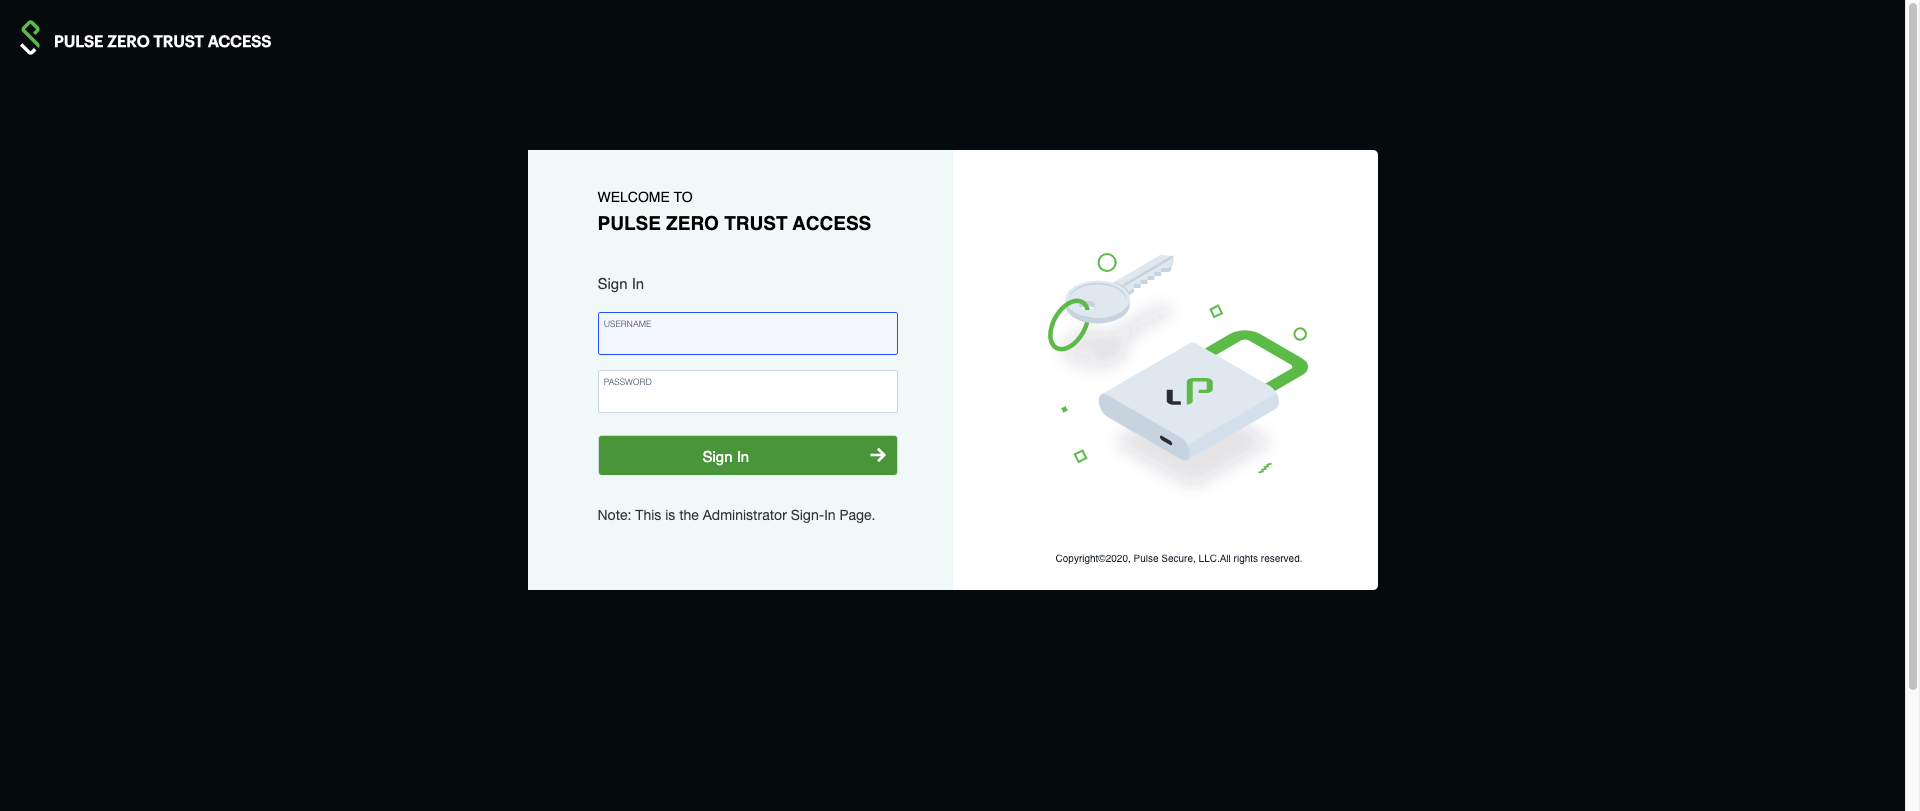 PULSE ZERO TRUST ACCESS
WELCOME TO
PULSE ZERO TRUST ACCESS
Sign In
USERNAME
PASSWORD
Sign In
Note: This is the Administrator Sign-In Page.
Copyright©2020, Pulse Secure, LLC.All rights reserved.